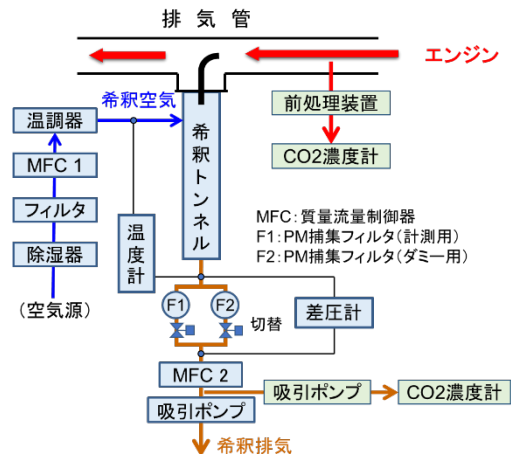 排気管
エンジン
希釈空気
前処理装置
温調器
CO2濃度計
MFC 1
希釈トンネル
フィルタ
除湿器
温度計
MFC：質量流量制御器
F1：PM捕集フィルタ(計測用)
F2：PM捕集フィルタ(ダミー用)
(空気源)
F1
F2
切替
差圧計
MFC 2
吸引ポンプ
CO2濃度計
吸引ポンプ
希釈排気